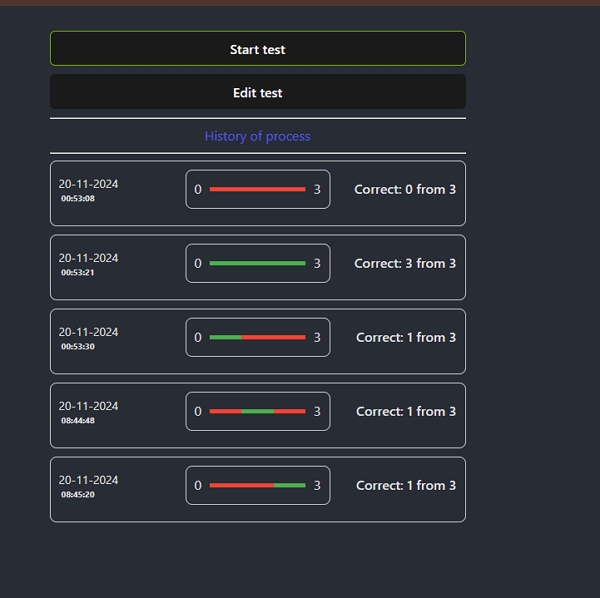 Start test
Edit test
History of process
20-11-2024
00:53:08
0 3
Correct: 0 from 3
20-11-2024
00:53:21
0 3
Correct: 3 from 3
20-11-2024
00:53:30
0 3
Correct: 1 from 3
20-11-2024
08:44:48
0 3
Correct: 1 from 3
20-11-2024
08:45:20
0 3
Correct: 1 from 3